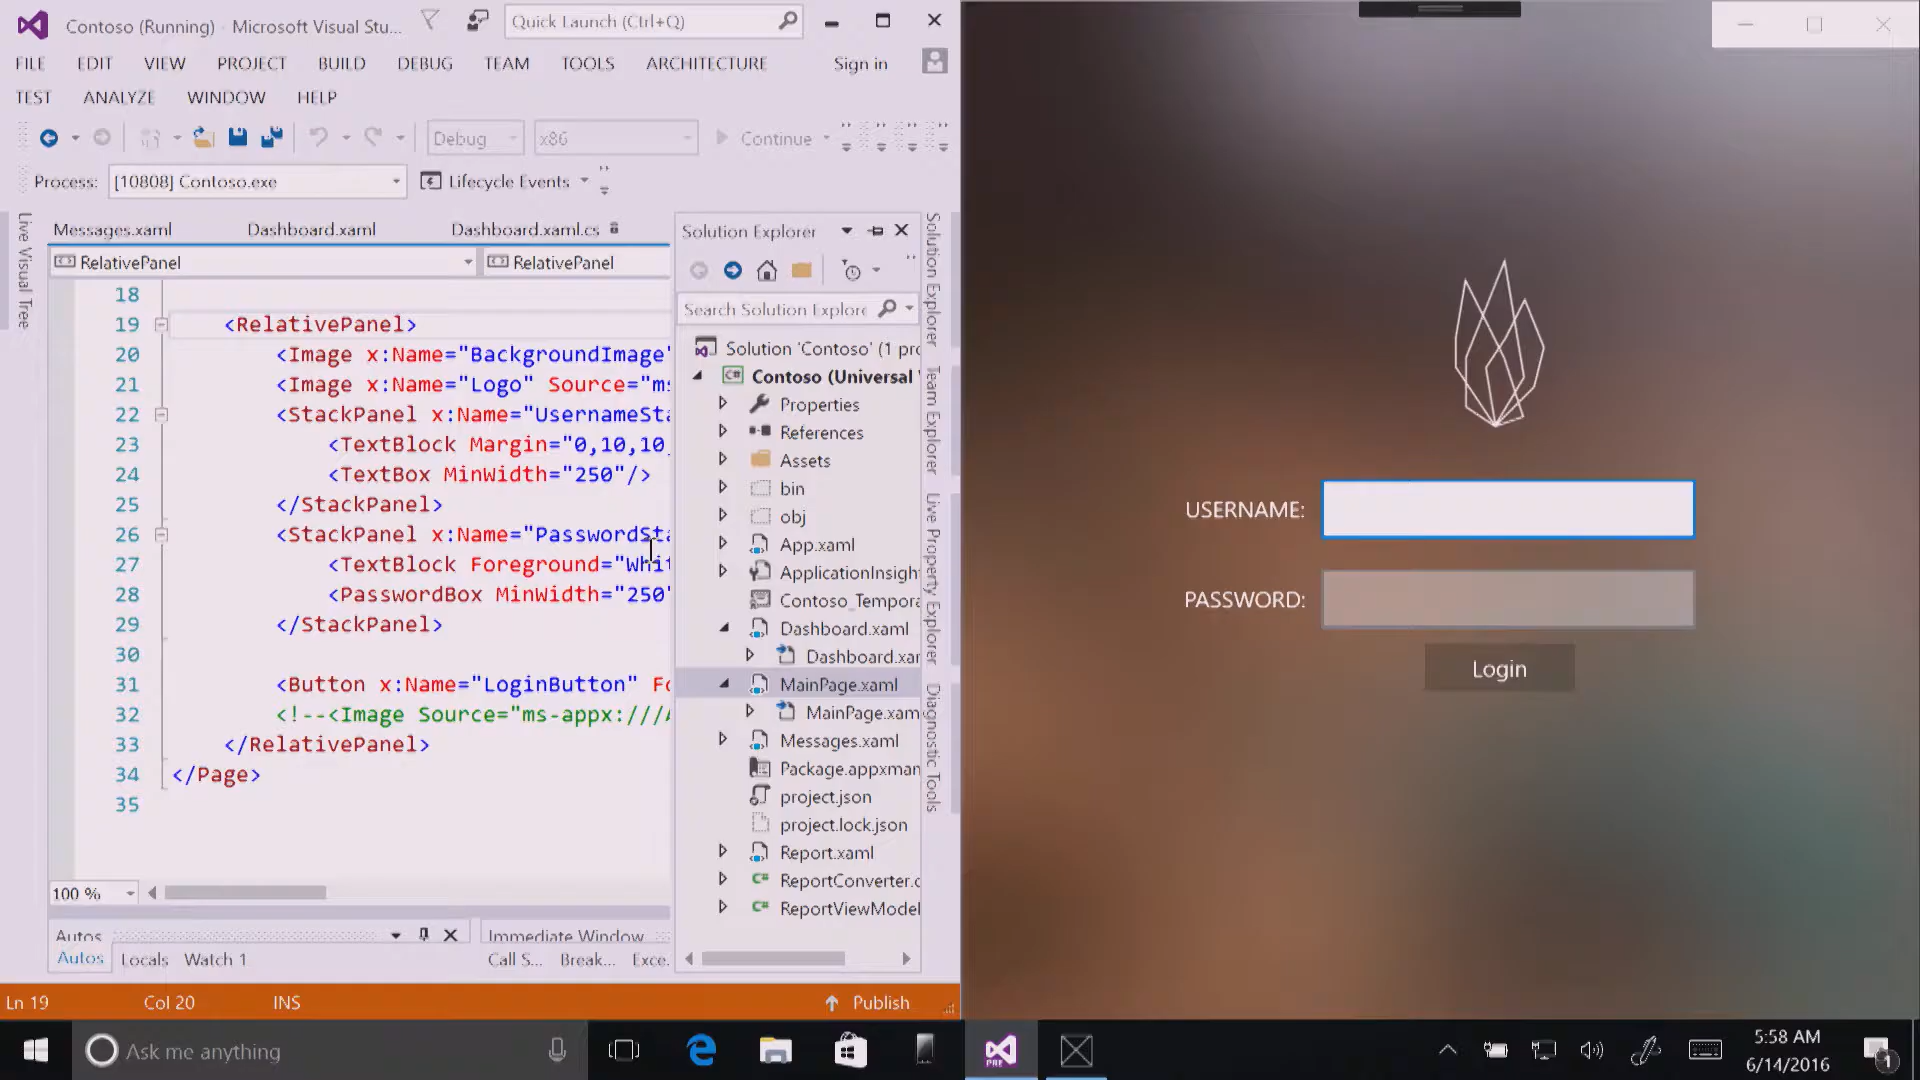 Contoso (Running) - Microsoft Visual Stu...
Quick Launch (Ctrl+Q)
FILE EDIT VIEW PROJECT BUILD DEBUG TEAM TOOLS ARCHITECTURE Sign in
TEST ANALYZE WINDOW HELP
Debug x86 Continue
Process: [10808] Contoso.exe Lifecycle Events
Live Visual Tree
Messages.xaml Dashboard.xaml Dashboard.xaml.cs
RelativePanel RelativePanel
18
19 <RelativePanel>
20 <Image x:Name="BackgroundImage"
21 <Image x:Name="Logo" Source="ms
22 <StackPanel x:Name="UsernameSta
23 <TextBlock Margin="0,10,10,
24 <TextBox MinWidth="250"/>
25 </StackPanel>
26 <StackPanel x:Name="PasswordSta
27 <TextBlock Foreground="Whit
28 <PasswordBox MinWidth="250"
29 </StackPanel>
30
31 <Button x:Name="LoginButton" Fo
32 <!--<Image Source="ms-appx:///A
33 </RelativePanel>
34 </Page>
35
100 %
Autos Immediate Window
Autos Locals Watch 1 Call S... Break... Exce.
Solution Explorer
Search Solution Explore
Solution 'Contoso' (1 pro
Contoso (Universal
Properties
References
Assets
bin
obj
App.xaml
ApplicationInsigh
Contoso_Tempora
Dashboard.xaml
Dashboard.xam
MainPage.xaml
MainPage.xam
Messages.xaml
Package.appxman
project.json
project.lock.json
Report.xaml
ReportConverter.c
ReportViewModel
Solution Explorer
Team Explorer
Live Property Explorer
Diagnostic Tools
Ln 19 Col 20 INS Publish
USERNAME:
PASSWORD:
Login
Ask me anything
PRE
5:58 AM
6/14/2016
1